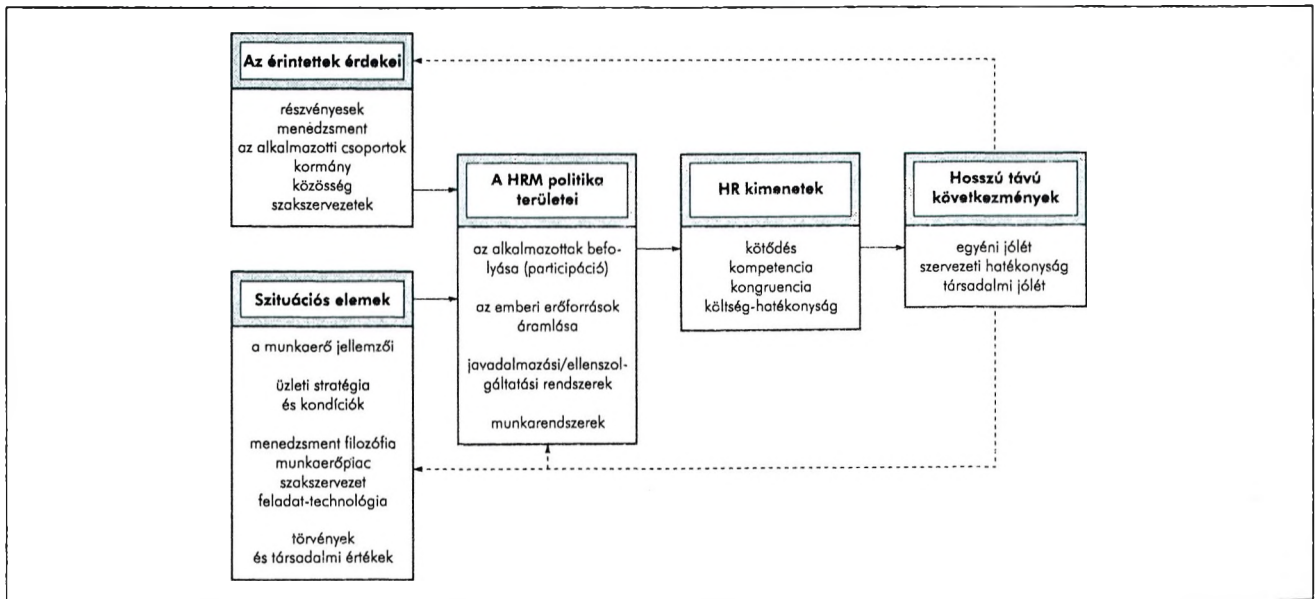 Az érintettek érdekei
részvényesek
menedzsment
az alkalmazotti csoportok
kormány
közösség
szakszervezetek
Szituációs elemek
a munkaerő jellemzői
üzleti stratégia
és kondíciók
menedzsment filozófia
munkaerőpiac
szakszervezet
feladat-technológia
törvények
és társadalmi értékek
A HRM politika
területei
az alkalmazottak befo-
lyása (participáció)
az emberi erőforrások
áramlása
javadalmazási/ellenszol-
gáltatási rendszerek
munkarendszerek
HR kimenetek
kötődés
kompetencia
kongruencia
költség-hatékonyság
Hosszú távú
következmények
egyéni jólét
szervezeti hatékonyság
társadalmi jólét